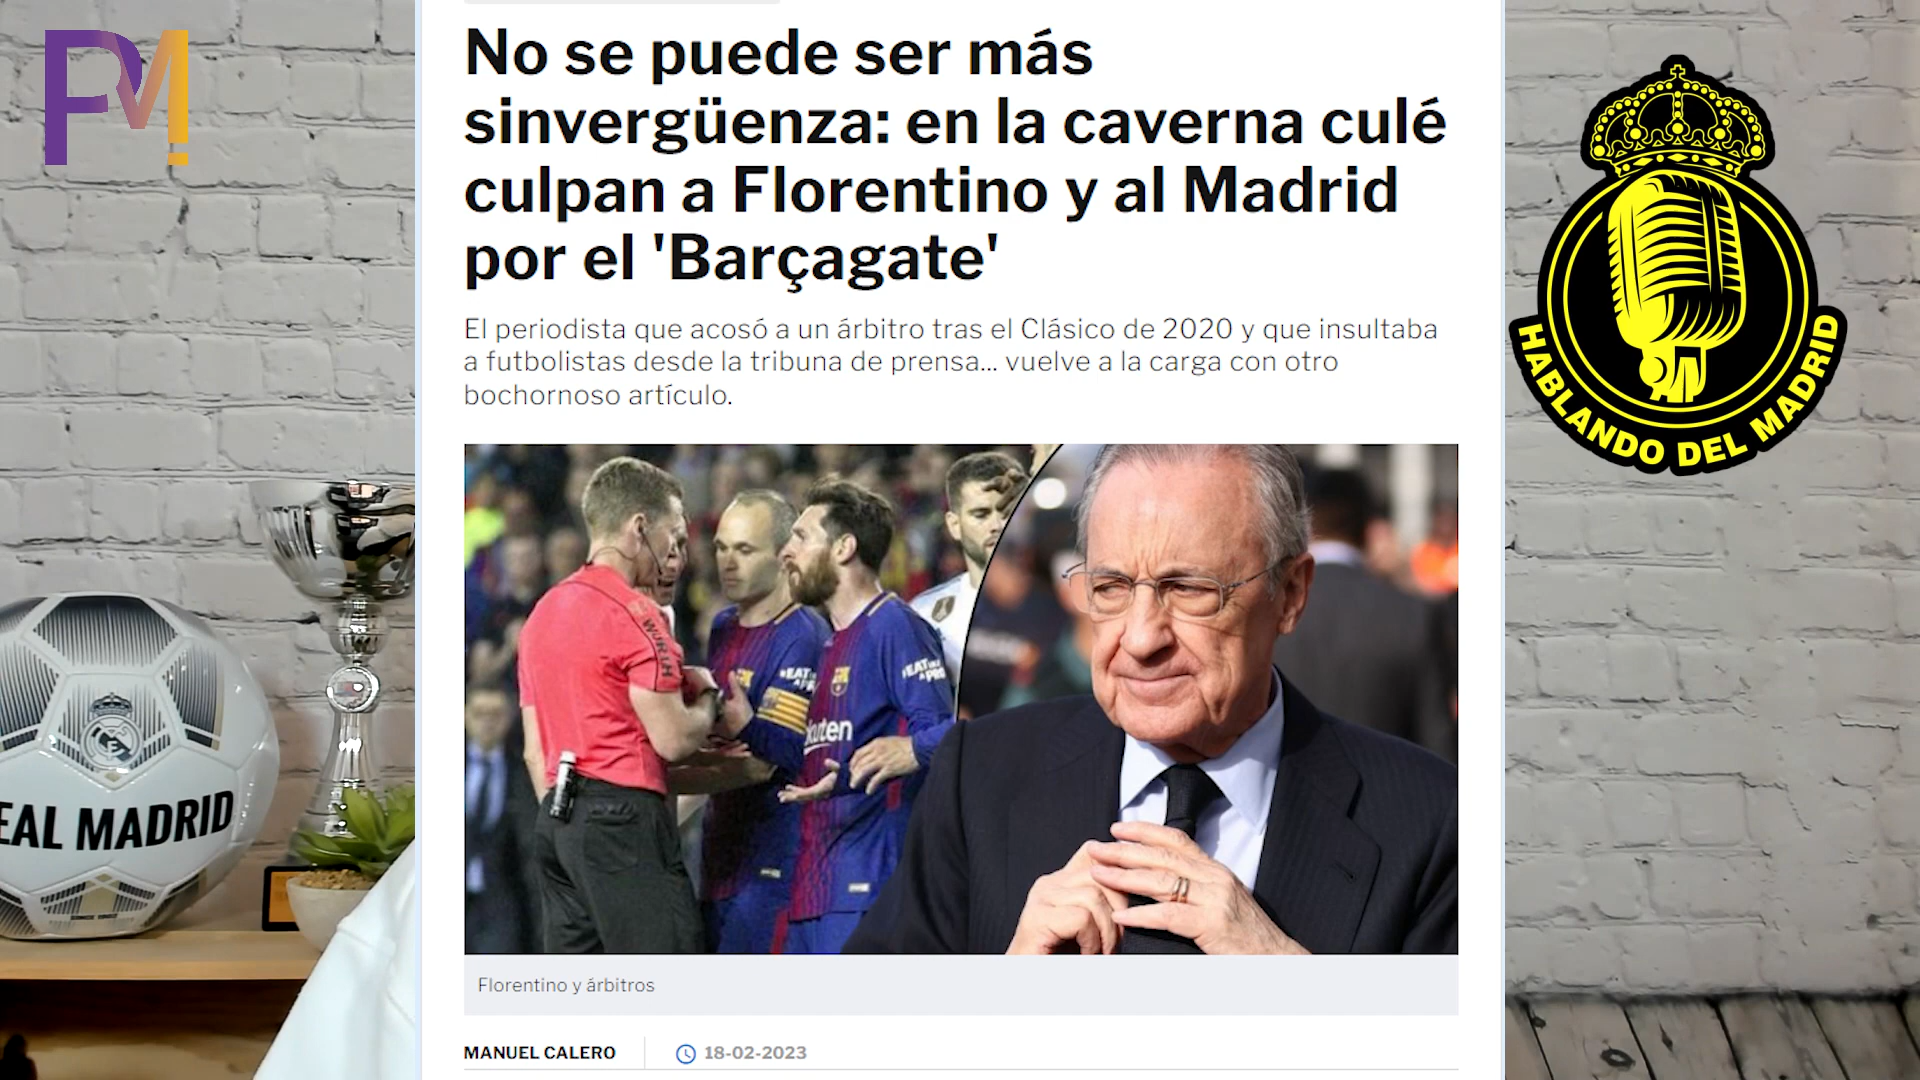 PM!
No se puede ser más
sinvergüenza: en la caverna culé
culpan a Florentino y al Madrid
por el 'Barçagate'
El periodista que acosó a un árbitro tras el Clásico de 2020 y que insultaba
a futbolistas desde la tribuna de prensa... vuelve a la carga con otro
bochornoso artículo.
HABLANDO DEL MADRID
WÜRTH
EAL MADRID
Florentino y árbitros
MANUEL CALERO
18-02-2023